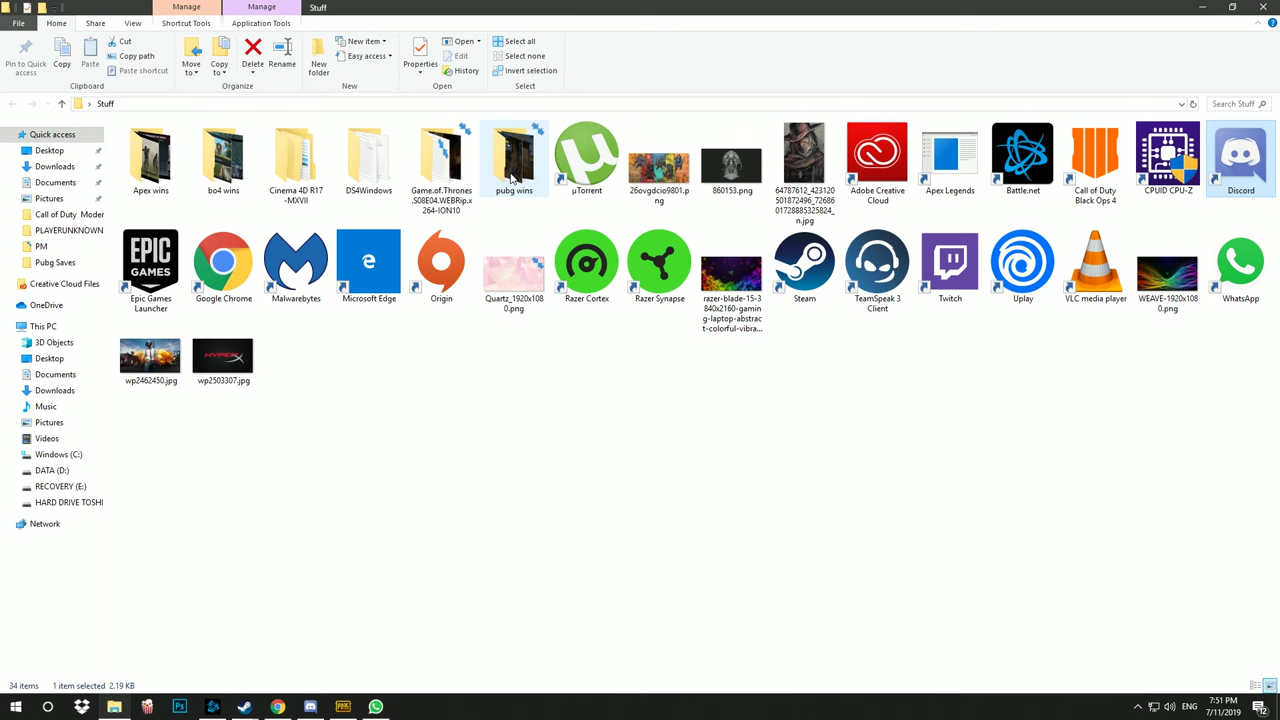 Manage
Manage
Stuff
File
Home
Share
View
Shortcut Tools
Application Tools
Pin to Quick
access
Copy
Paste
Cut
Copy path
Paste shortcut
Clipboard
Move
to
Copy
to
Delete
Rename
Organize
New
folder
New item
Easy access
New
Properties
Open
Edit
History
Open
Select all
Select none
Invert selection
Select
Stuff
Search Stuff
Quick access
Desktop
Downloads
Documents
Pictures
Call of Duty Moder
PLAYERUNKNOWN
PM
Pubg Saves
Creative Cloud Files
OneDrive
This PC
3D Objects
Desktop
Documents
Downloads
Music
Pictures
Videos
Windows (C:)
DATA (D:)
RECOVERY (E:)
HARD DRIVE TOSHI
Network
Apex wins
bo4 wins
Cinema 4D R17
-MXVII
DS4Windows
Game.of.Thrones
.S08E04.WEBRip.x
264-ION10
pubg wins
µTorrent
26ovgdcio9801.p
ng
860153.png
64787612_423120
501872496_72686
01728885325824_
n.jpg
Adobe Creative
Cloud
Apex Legends
Battle.net
Call of Duty
Black Ops 4
CPUID CPU-Z
Discord
EPIC
GAMES
Epic Games
Launcher
Google Chrome
Malwarebytes
Microsoft Edge
Origin
Quartz_1920x108
0.png
Razer Cortex
Razer Synapse
razer-blade-15-3
840x2160-gamin
g-laptop-abstrac
t-colorful-vibra...
Steam
TeamSpeak 3
Client
Twitch
Uplay
VLC media player
WEAVE-1920x108
0.png
WhatsApp
wp2462450.jpg
HYPERX
wp2503307.jpg
34 items
1 item selected 2.19 KB
Ps
ENG
7:51 PM
7/11/2019
12